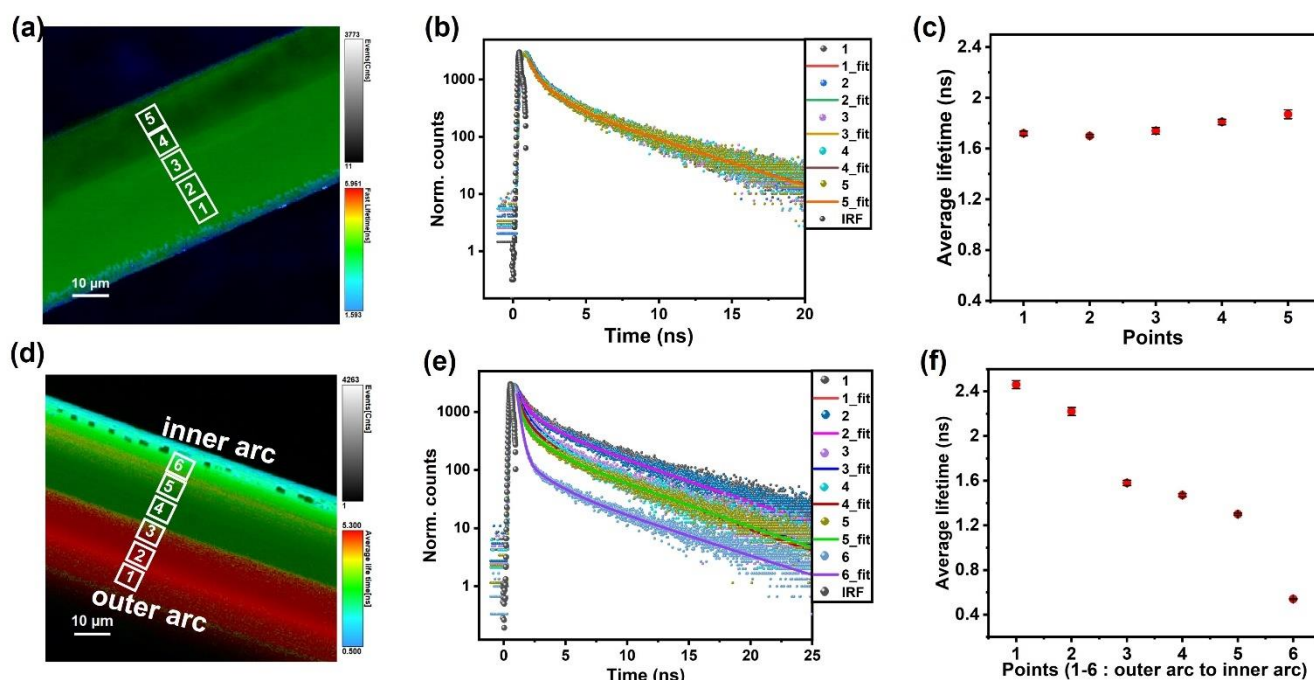 (a)
5
4
3
2
1
10 µm
3773
Events[Cnts]
11
5.961
Fast Lifetime[ns]
1.593
(b)
Norm. counts
1000
100
10
1
0
5
10
15
20
Time (ns)
1
1_fit
2
2_fit
3
3_fit
4
4_fit
5
5_fit
IRF
(c)
Average lifetime (ns)
2.4
2
1.6
1.2
0.8
0.4
1
2
3
4
5
Points
(d)
inner arc
6
5
4
3
2
1
outer arc
10 µm
4263
Events[Cnts]
1
5.300
Average life time[ns]
0.500
(e)
Norm. counts
1000
100
10
1
0
5
10
15
20
25
Time (ns)
1
1_fit
2
2_fit
3
3_fit
4
4_fit
5
5_fit
6
6_fit
IRF
(f)
Average lifetime (ns)
2.4
2
1.6
1.2
0.8
0.4
1
2
3
4
5
6
Points (1-6 : outer arc to inner arc)